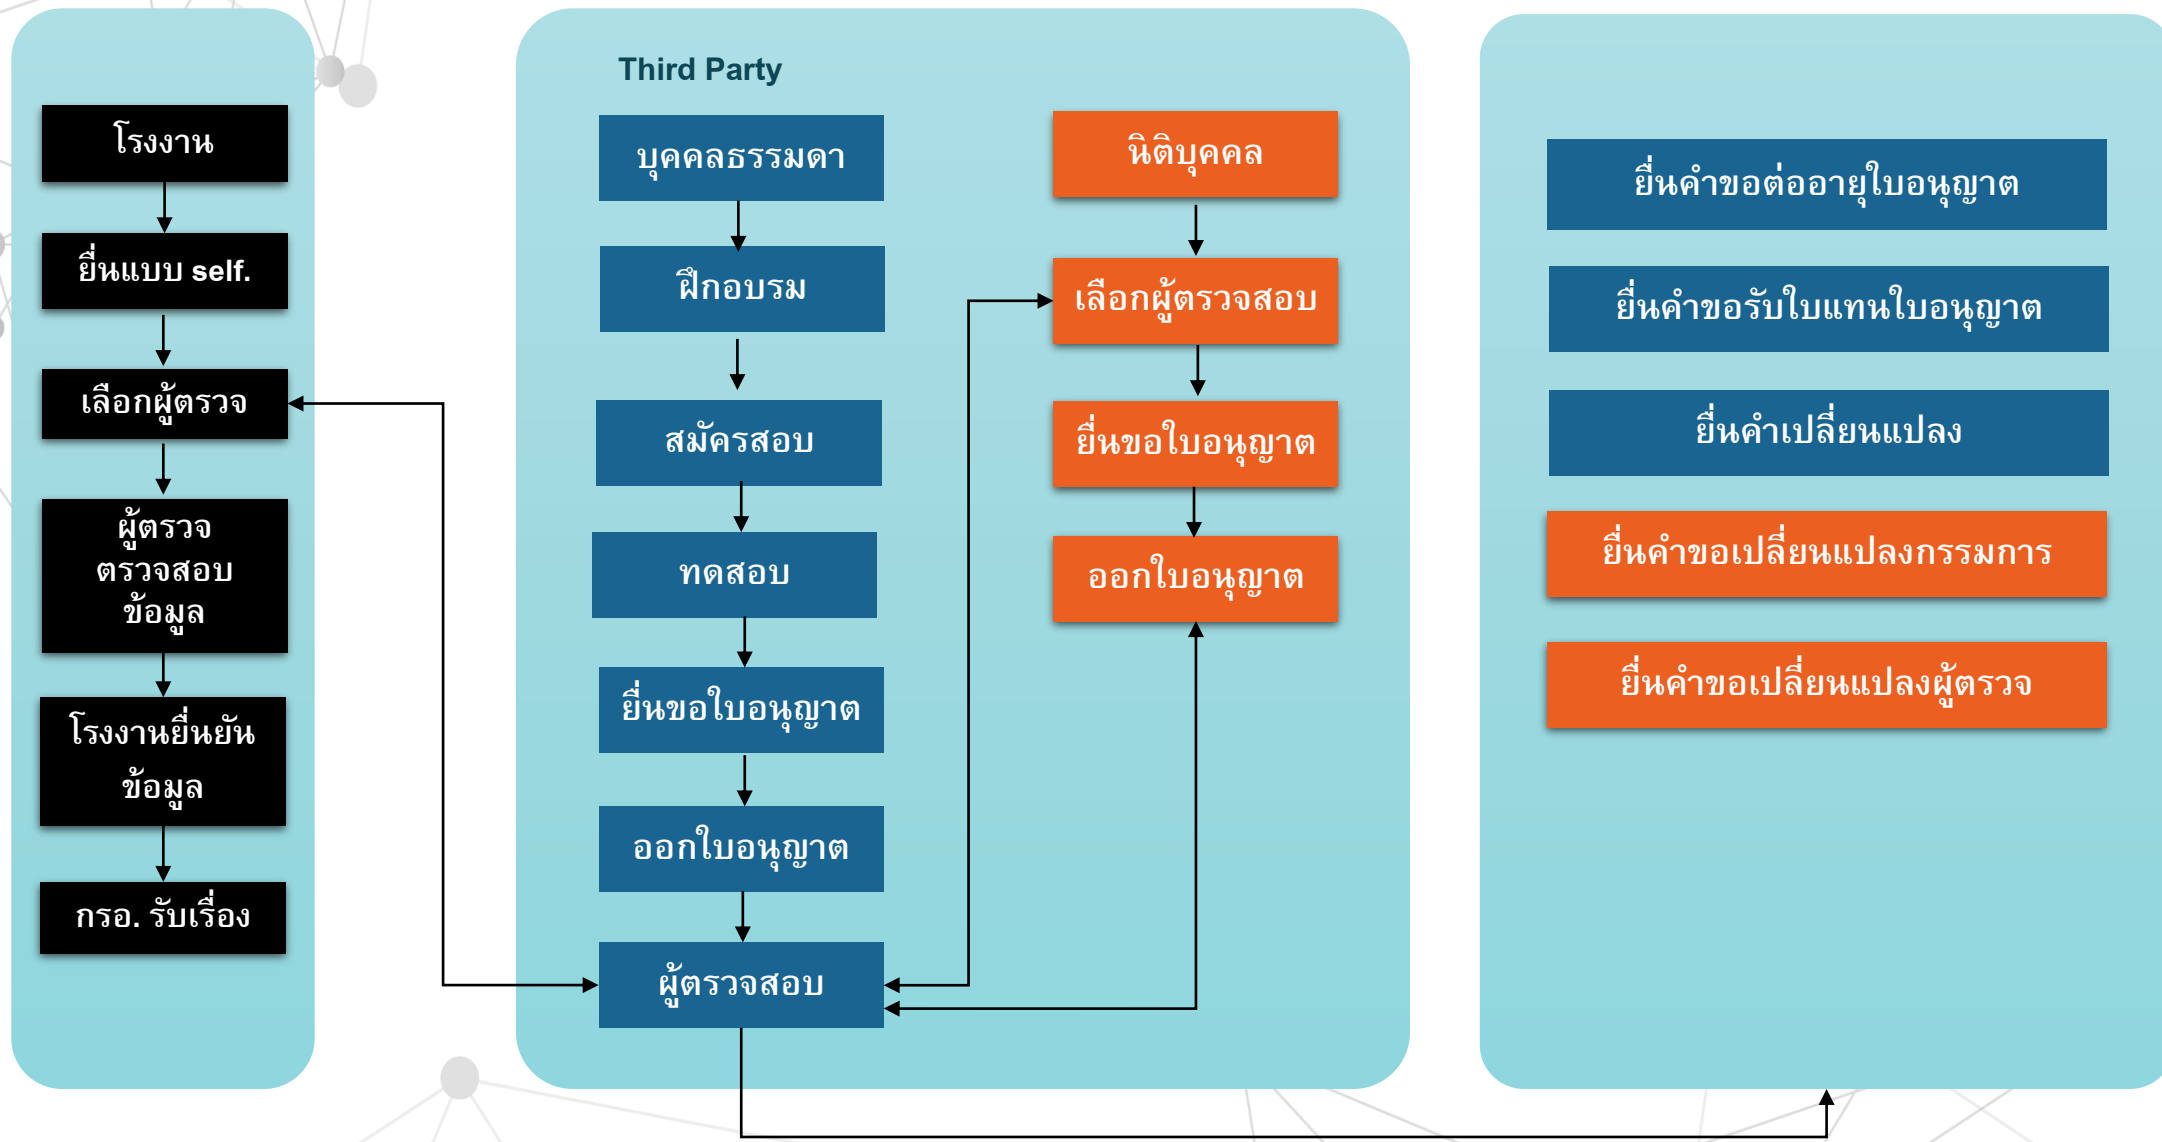 โรงงาน
ยื่นแบบ self.
เลือกผู้ตรวจ
ผู้ตรวจ
ตรวจสอบ
ข้อมูล
โรงงานยื่นยัน
ข้อมูล
กรอ. รับเรื่อง
Third Party
บุคคลธรรมดา
ฝึกอบรม
สมัครสอบ
ทดสอบ
ยื่นขอใบอนุญาต
ออกใบอนุญาต
ผู้ตรวจสอบ
นิติบุคคล
เลือกผู้ตรวจสอบ
ยื่นขอใบอนุญาต
ออกใบอนุญาต
ยื่นคำขอต่ออายุใบอนุญาต
ยื่นคำขอรับใบแทนใบอนุญาต
ยื่นคำเปลี่ยนแปลง
ยื่นคำขอเปลี่ยนแปลงกรรมการ
ยื่นคำขอเปลี่ยนแปลงผู้ตรวจ